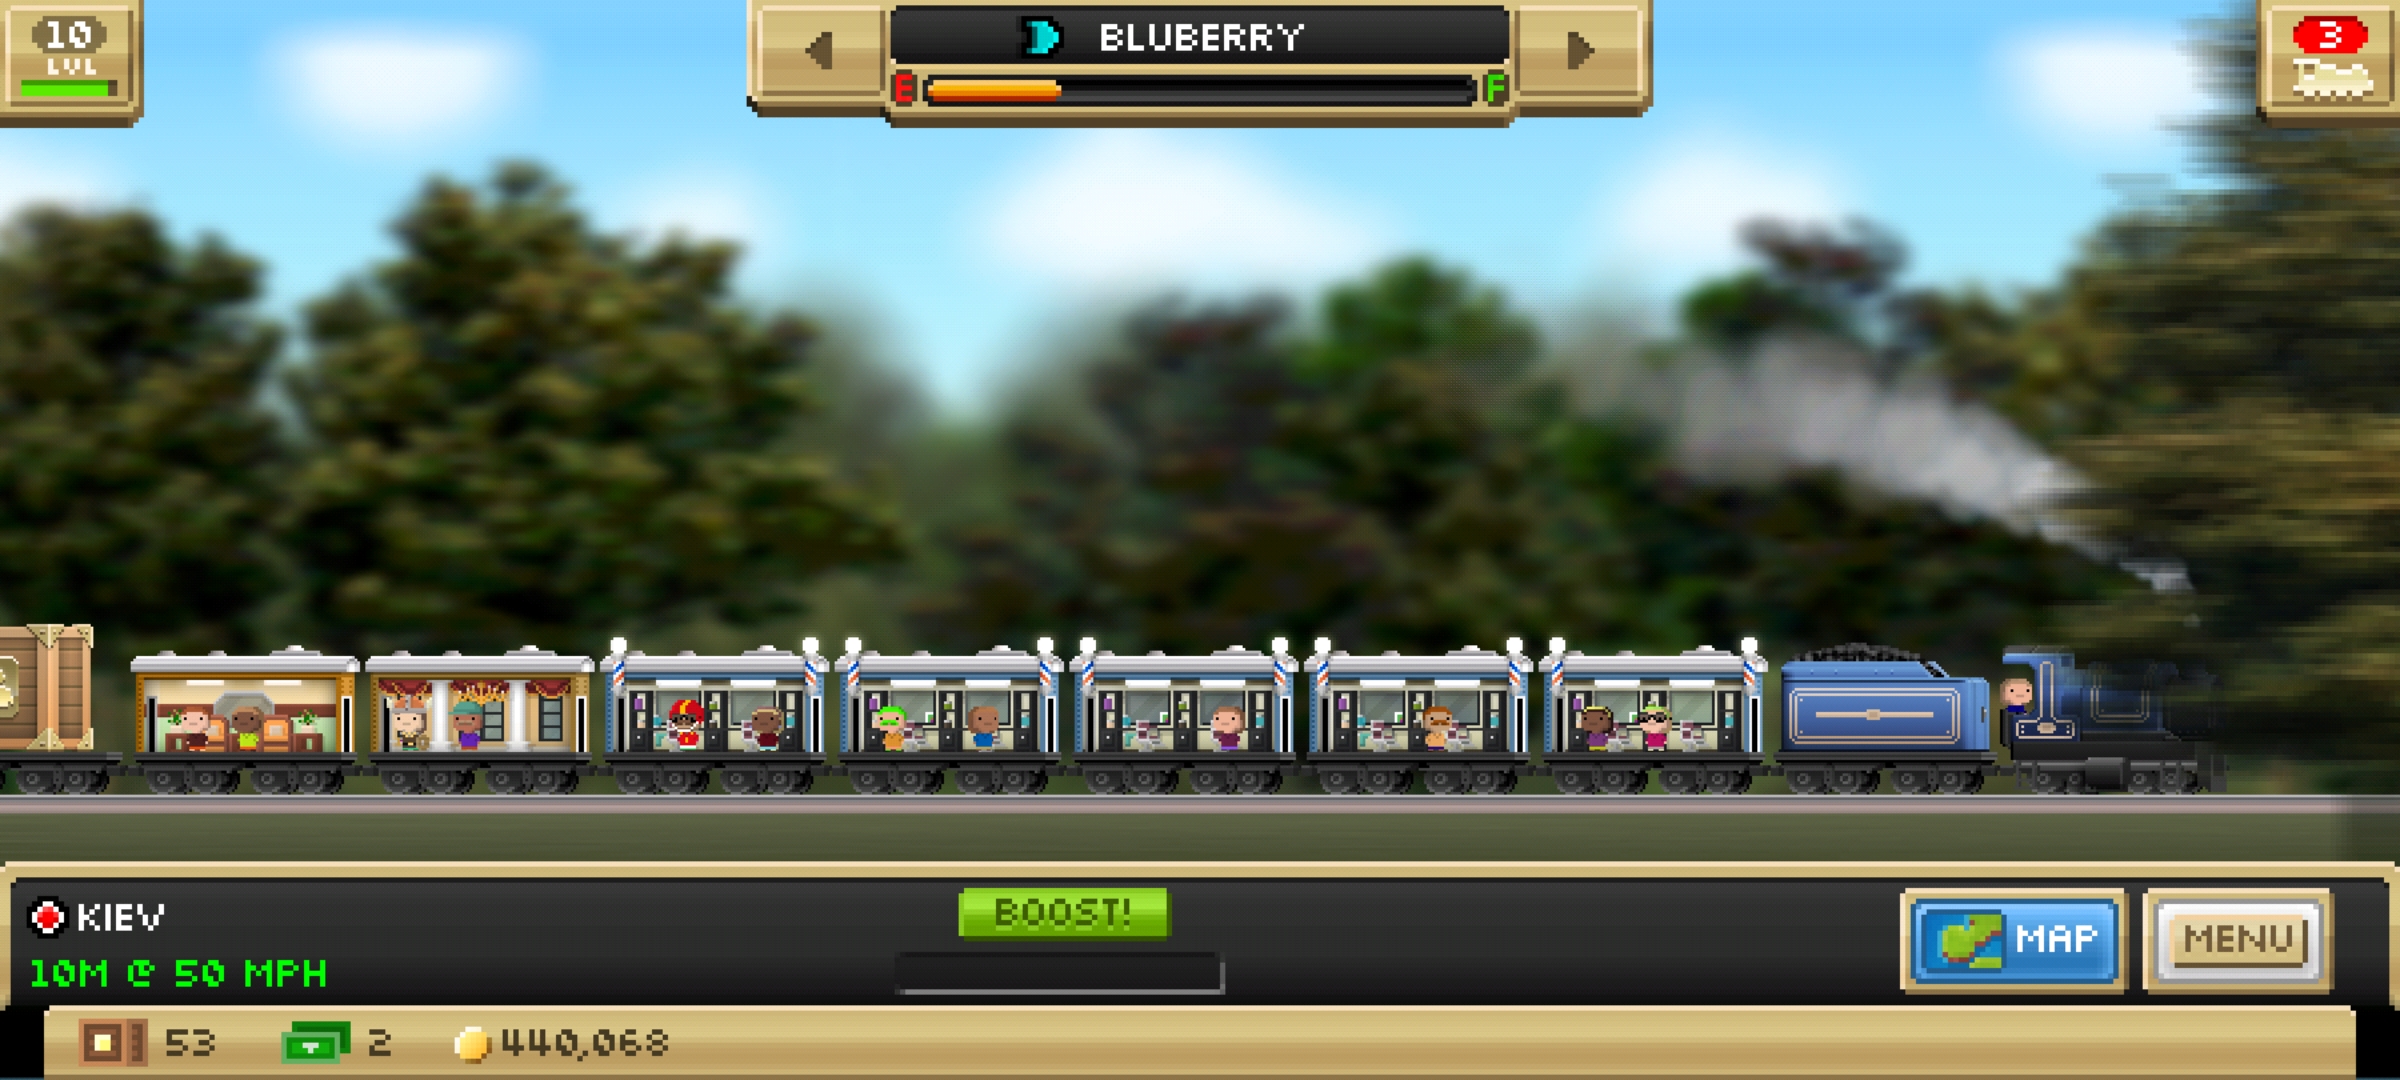 10
LVL
BLUBERRY
E F
3
KIEV
10M @ 50 MPH
BOOST!
MAP
MENU
53
2
440,068